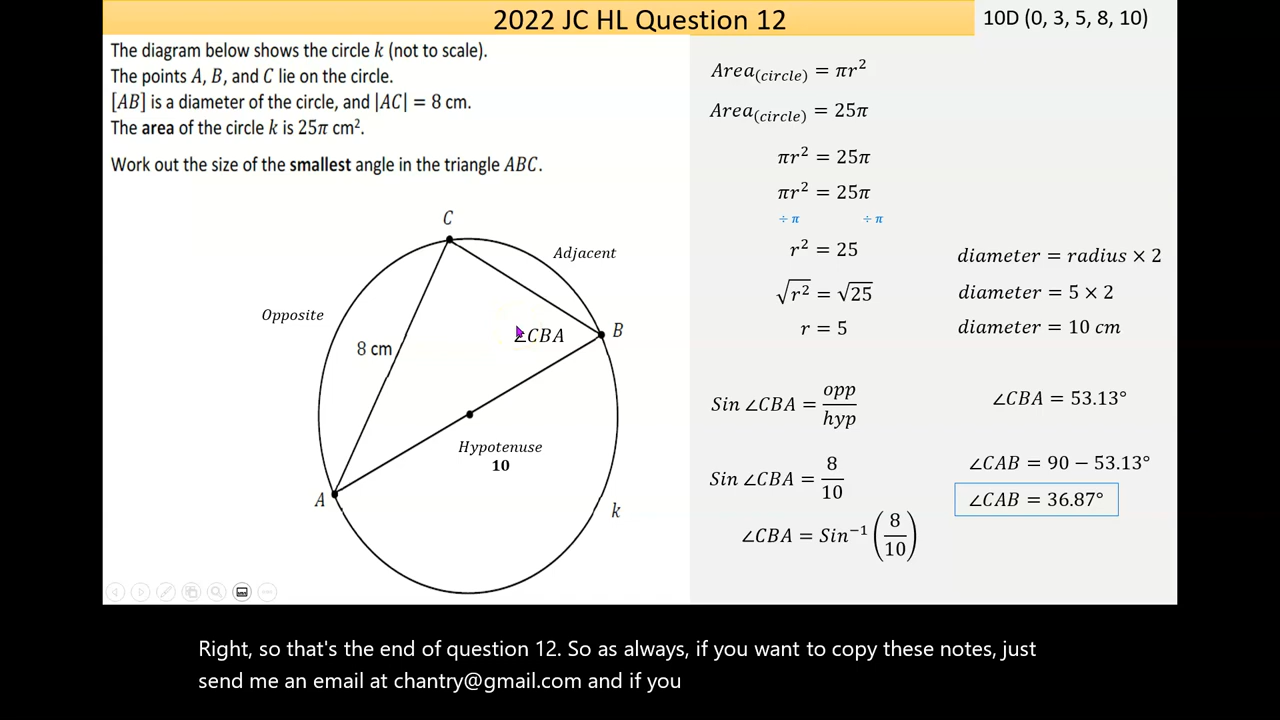 2022 JC HL Question 12
10D (0, 3, 5, 8, 10)
The diagram below shows the circle k (not to scale).
The points A, B, and C lie on the circle.
[AB] is a diameter of the circle, and |AC| = 8 cm.
The area of the circle k is 25π cm².
Work out the size of the smallest angle in the triangle ABC.
C
Adjacent
Opposite
8 cm
∠CBA
B
Hypotenuse
10
A
k
Area(circle) = πr²
Area(circle) = 25π
πr² = 25π
πr² = 25π
÷ π ÷ π
r² = 25
√r² = √25
r = 5
diameter = radius × 2
diameter = 5 × 2
diameter = 10 cm
Sin ∠CBA = opp/hyp
Sin ∠CBA = 8/10
∠CBA = Sin⁻¹(8/10)
∠CBA = 53.13°
∠CAB = 90 − 53.13°
∠CAB = 36.87°
Right, so that's the end of question 12. So as always, if you want to copy these notes, just
send me an email at chantry@gmail.com and if you